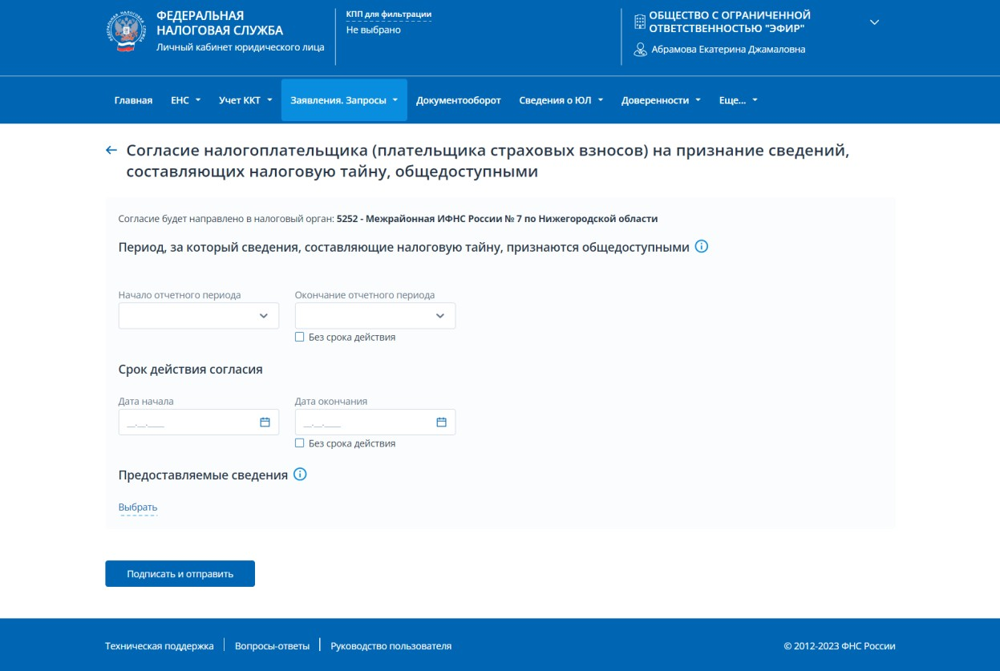 ФЕДЕРАЛЬНАЯ
НАЛОГОВАЯ СЛУЖБА
Личный кабинет юридического лица
КПП для фильтрации
Не выбрано
ОБЩЕСТВО С ОГРАНИЧЕННОЙ
ОТВЕТСТВЕННОСТЬЮ "ЭФИР"
Абрамова Екатерина Джамаловна
Главная ЕНС Учет ККТ Заявления. Запросы Документооборот Сведения о ЮЛ Доверенности Еще...
Согласие налогоплательщика (плательщика страховых взносов) на признание сведений,
составляющих налоговую тайну, общедоступными
Согласие будет направлено в налоговый орган: 5252 - Межрайонная ИФНС России № 7 по Нижегородской области
Период, за который сведения, составляющие налоговую тайну, признаются общедоступными
Начало отчетного периода Окончание отчетного периода
Без срока действия
Срок действия согласия
Дата начала Дата окончания
__.__.____ __.__.____
Без срока действия
Предоставляемые сведения
Выбрать
Подписать и отправить
Техническая поддержка Вопросы-ответы Руководство пользователя © 2012-2023 ФНС России